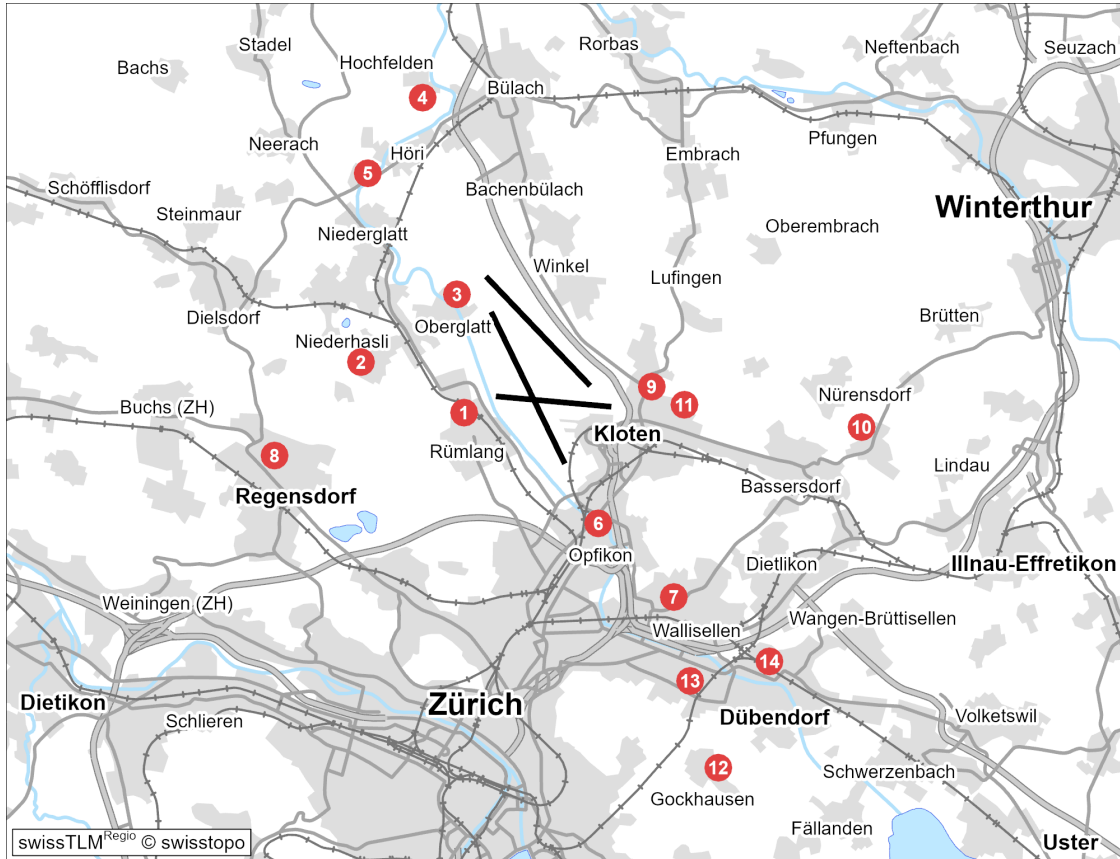 Stadel
Rorbas
Neftenbach
Seuzach
Hochfelden
Bachs
4
Bülach
Neerach
Höri
Pfungen
Embrach
5
Schöfflisdorf
Bachenbülach
Steinmaur
Winterthur
Niederglatt
Oberembrach
Winkel
Lufingen
3
Dielsdorf
Oberglatt
Brütten
Niederhasli
2
9
Nürensdorf
11
Buchs (ZH)
1
10
Kloten
Rümlang
8
Lindau
Regensdorf
Bassersdorf
6
Opfikon
Dietlikon
Illnau-Effretikon
7
Weiningen (ZH)
Wangen-Brüttisellen
Wallisellen
14
13
Dietikon
Zürich
Schlieren
Dübendorf
Volketswil
12
Schwerzenbach
Gockhausen
Fällanden
Uster
swissTLMRegio © swisstopo